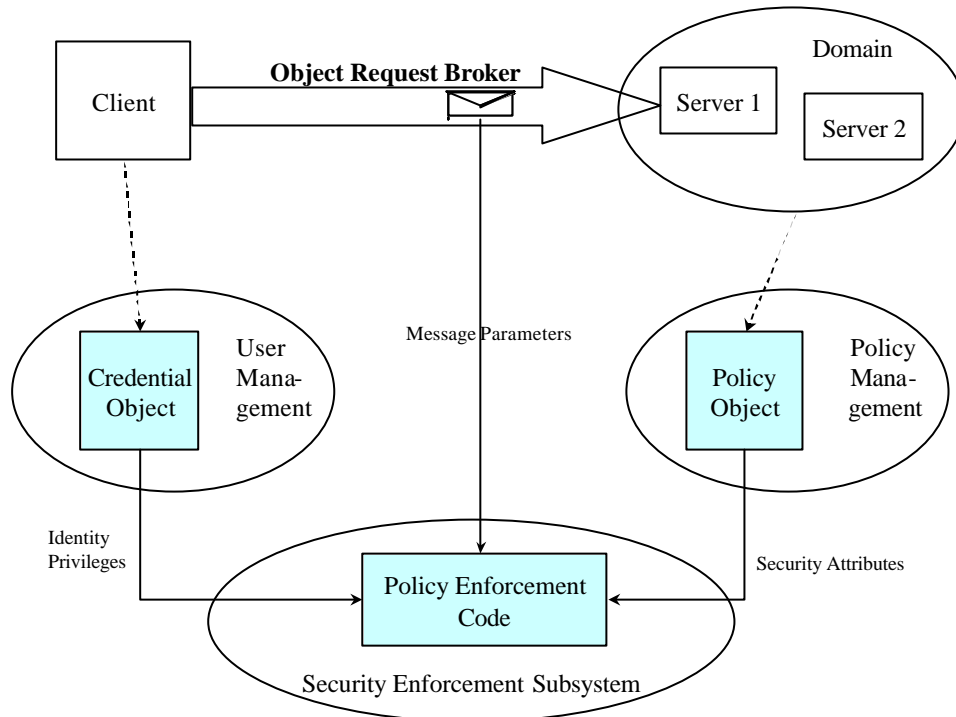 Domain
Object Request Broker
Client
Server 1
Server 2
Message Parameters
User
Mana-
gement
Credential
Object
Policy
Mana-
gement
Policy
Object
Identity
Privileges
Security Attributes
Policy Enforcement
Code
Security Enforcement Subsystem